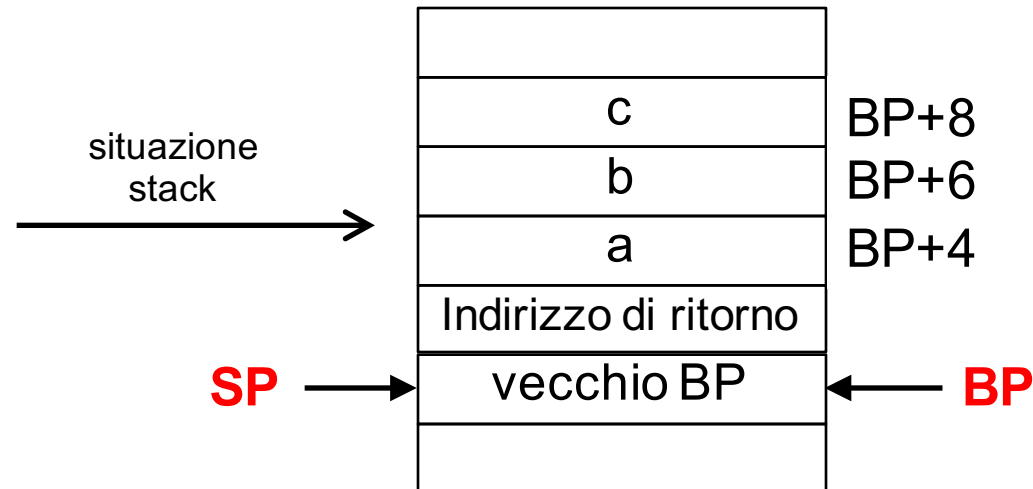 c BP+8
situazione
stack
b BP+6
a BP+4
Indirizzo di ritorno
SP vecchio BP BP